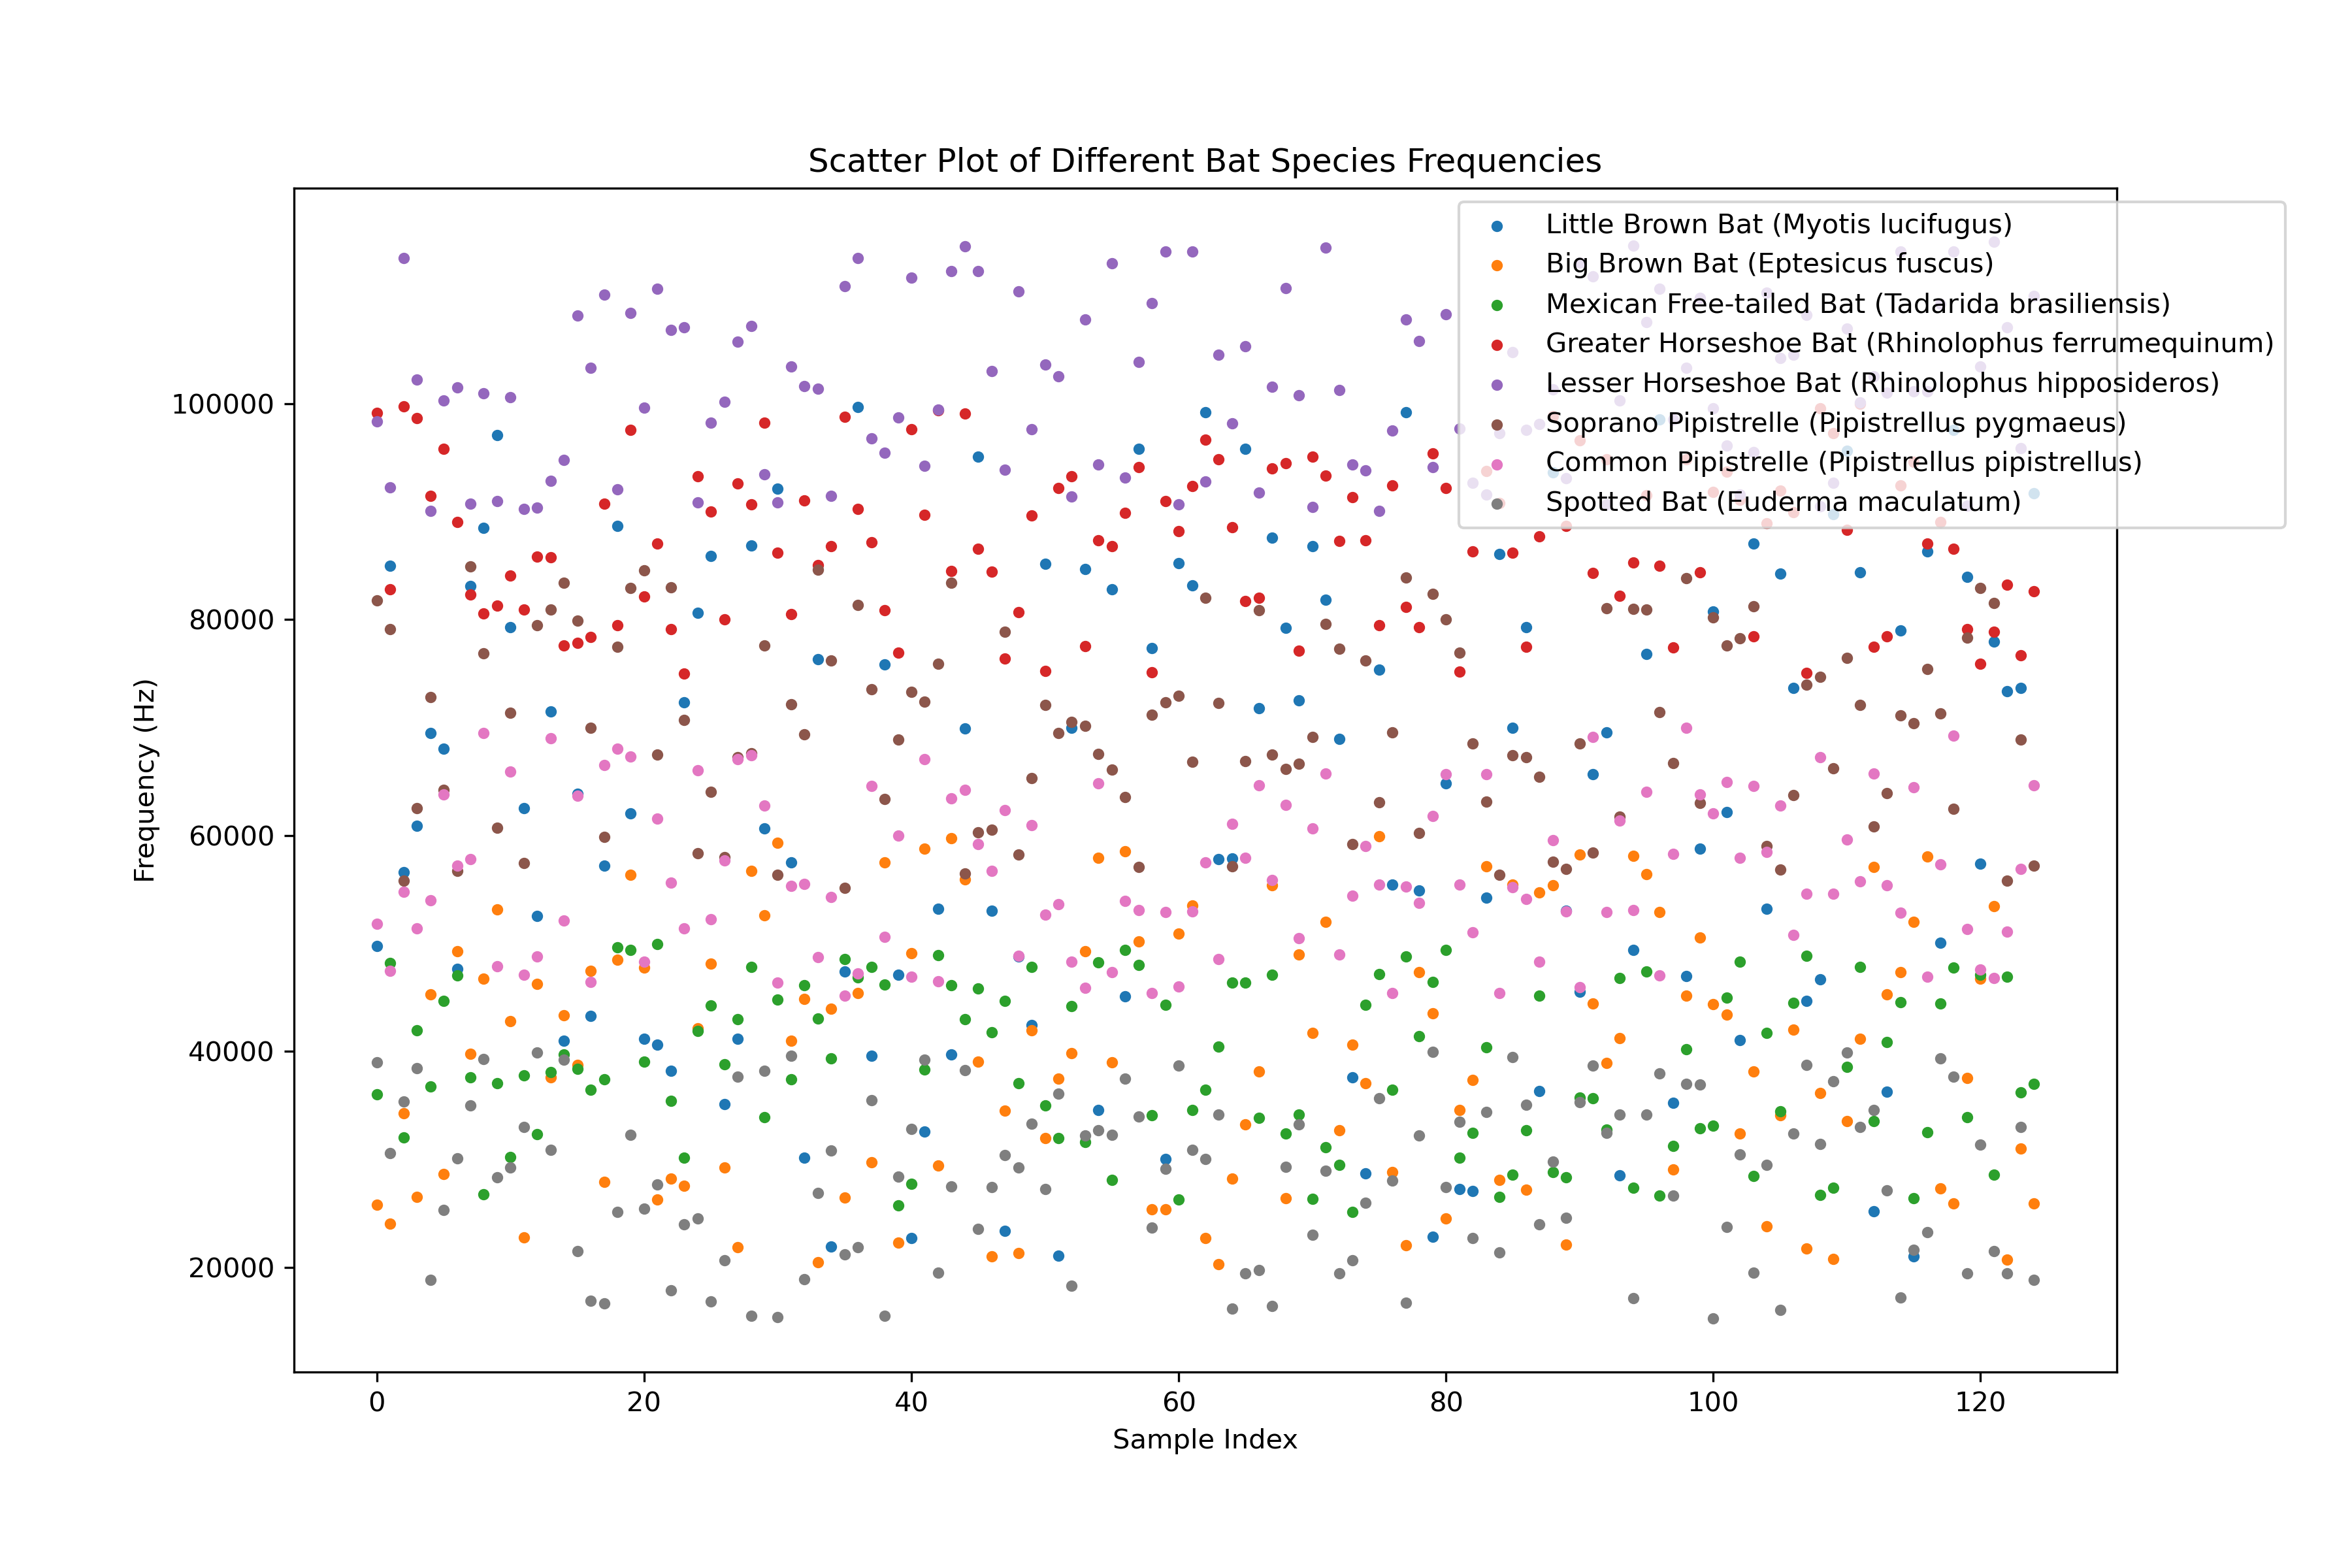 Scatter Plot of Different Bat Species Frequencies
Little Brown Bat (Myotis lucifugus)
Big Brown Bat (Eptesicus fuscus)
Mexican Free-tailed Bat (Tadarida brasiliensis)
Greater Horseshoe Bat (Rhinolophus ferrumequinum)
Lesser Horseshoe Bat (Rhinolophus hipposideros)
Soprano Pipistrelle (Pipistrellus pygmaeus)
Common Pipistrelle (Pipistrellus pipistrellus)
Spotted Bat (Euderma maculatum)
100000
80000
60000
40000
20000
Frequency (Hz)
0 20 40 60 80 100 120
Sample Index